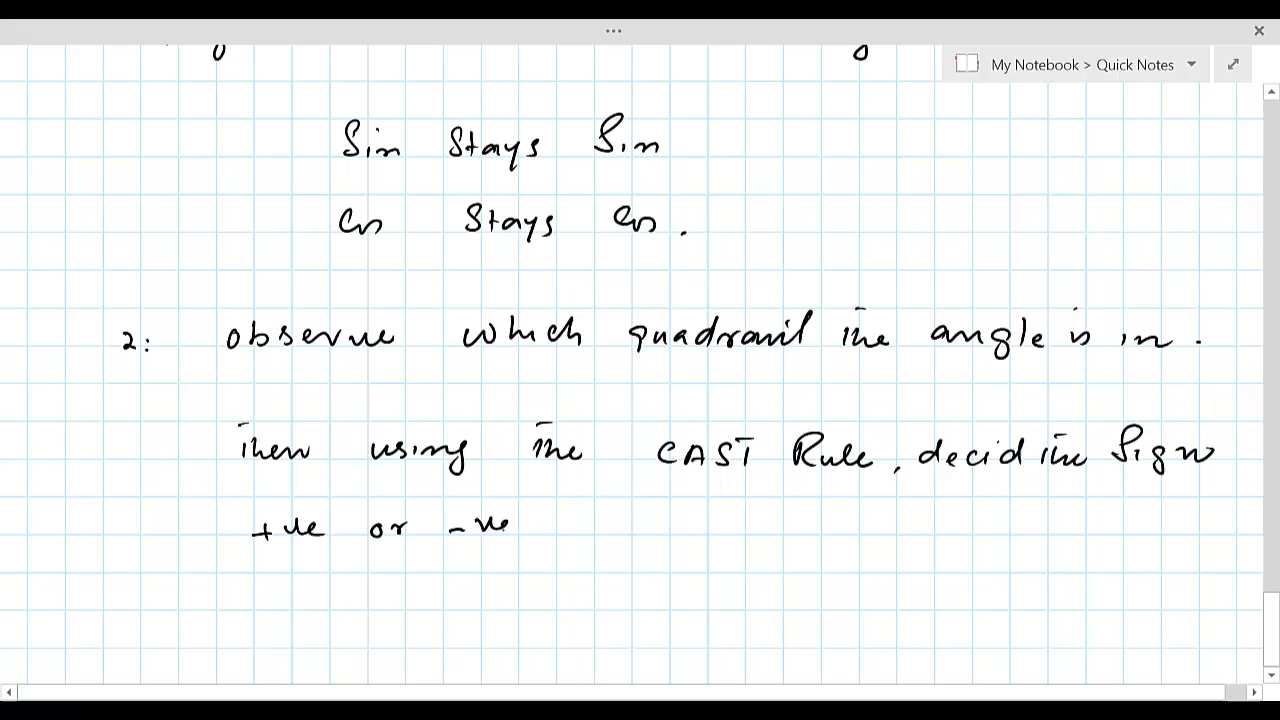 My Notebook > Quick Notes
Sin Stays Sin
Cos Stays Cos.
2: observe which quadrant the angle is in.
then using the CAST Rule, decid the Sign
+ve or -ve